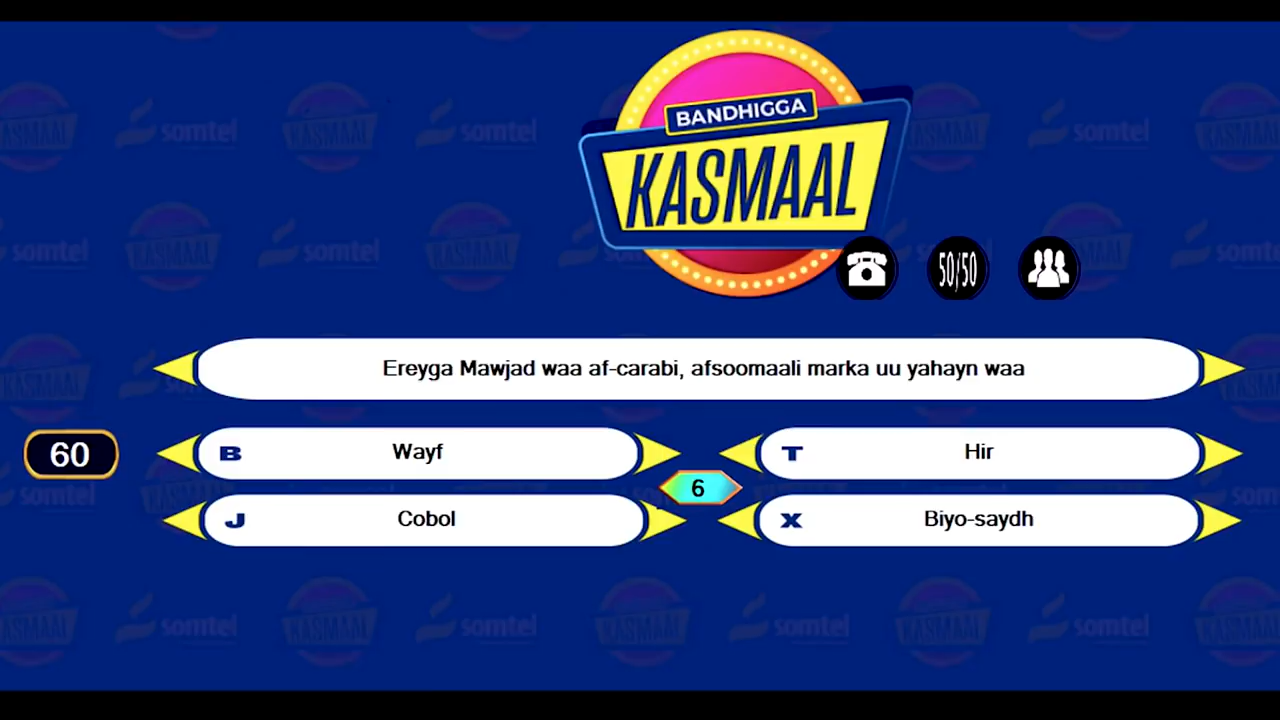 BANDHIGGA
KASMAAL
50/50
Ereyga Mawjad waa af-carabi, afsoomaali marka uu yahayn waa
60
B Wayf
T Hir
6
J Cobol
X Biyo-saydh
somtel